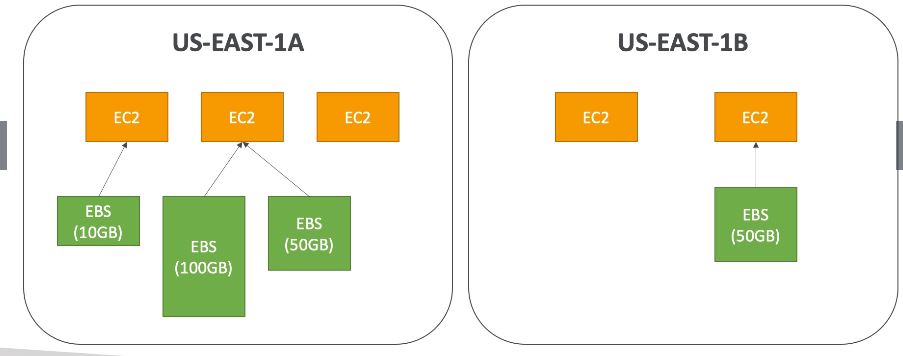 US-EAST-1A
EC2
EC2
EC2
EBS
(10GB)
EBS
(100GB)
EBS
(50GB)
US-EAST-1B
EC2
EC2
EBS
(50GB)